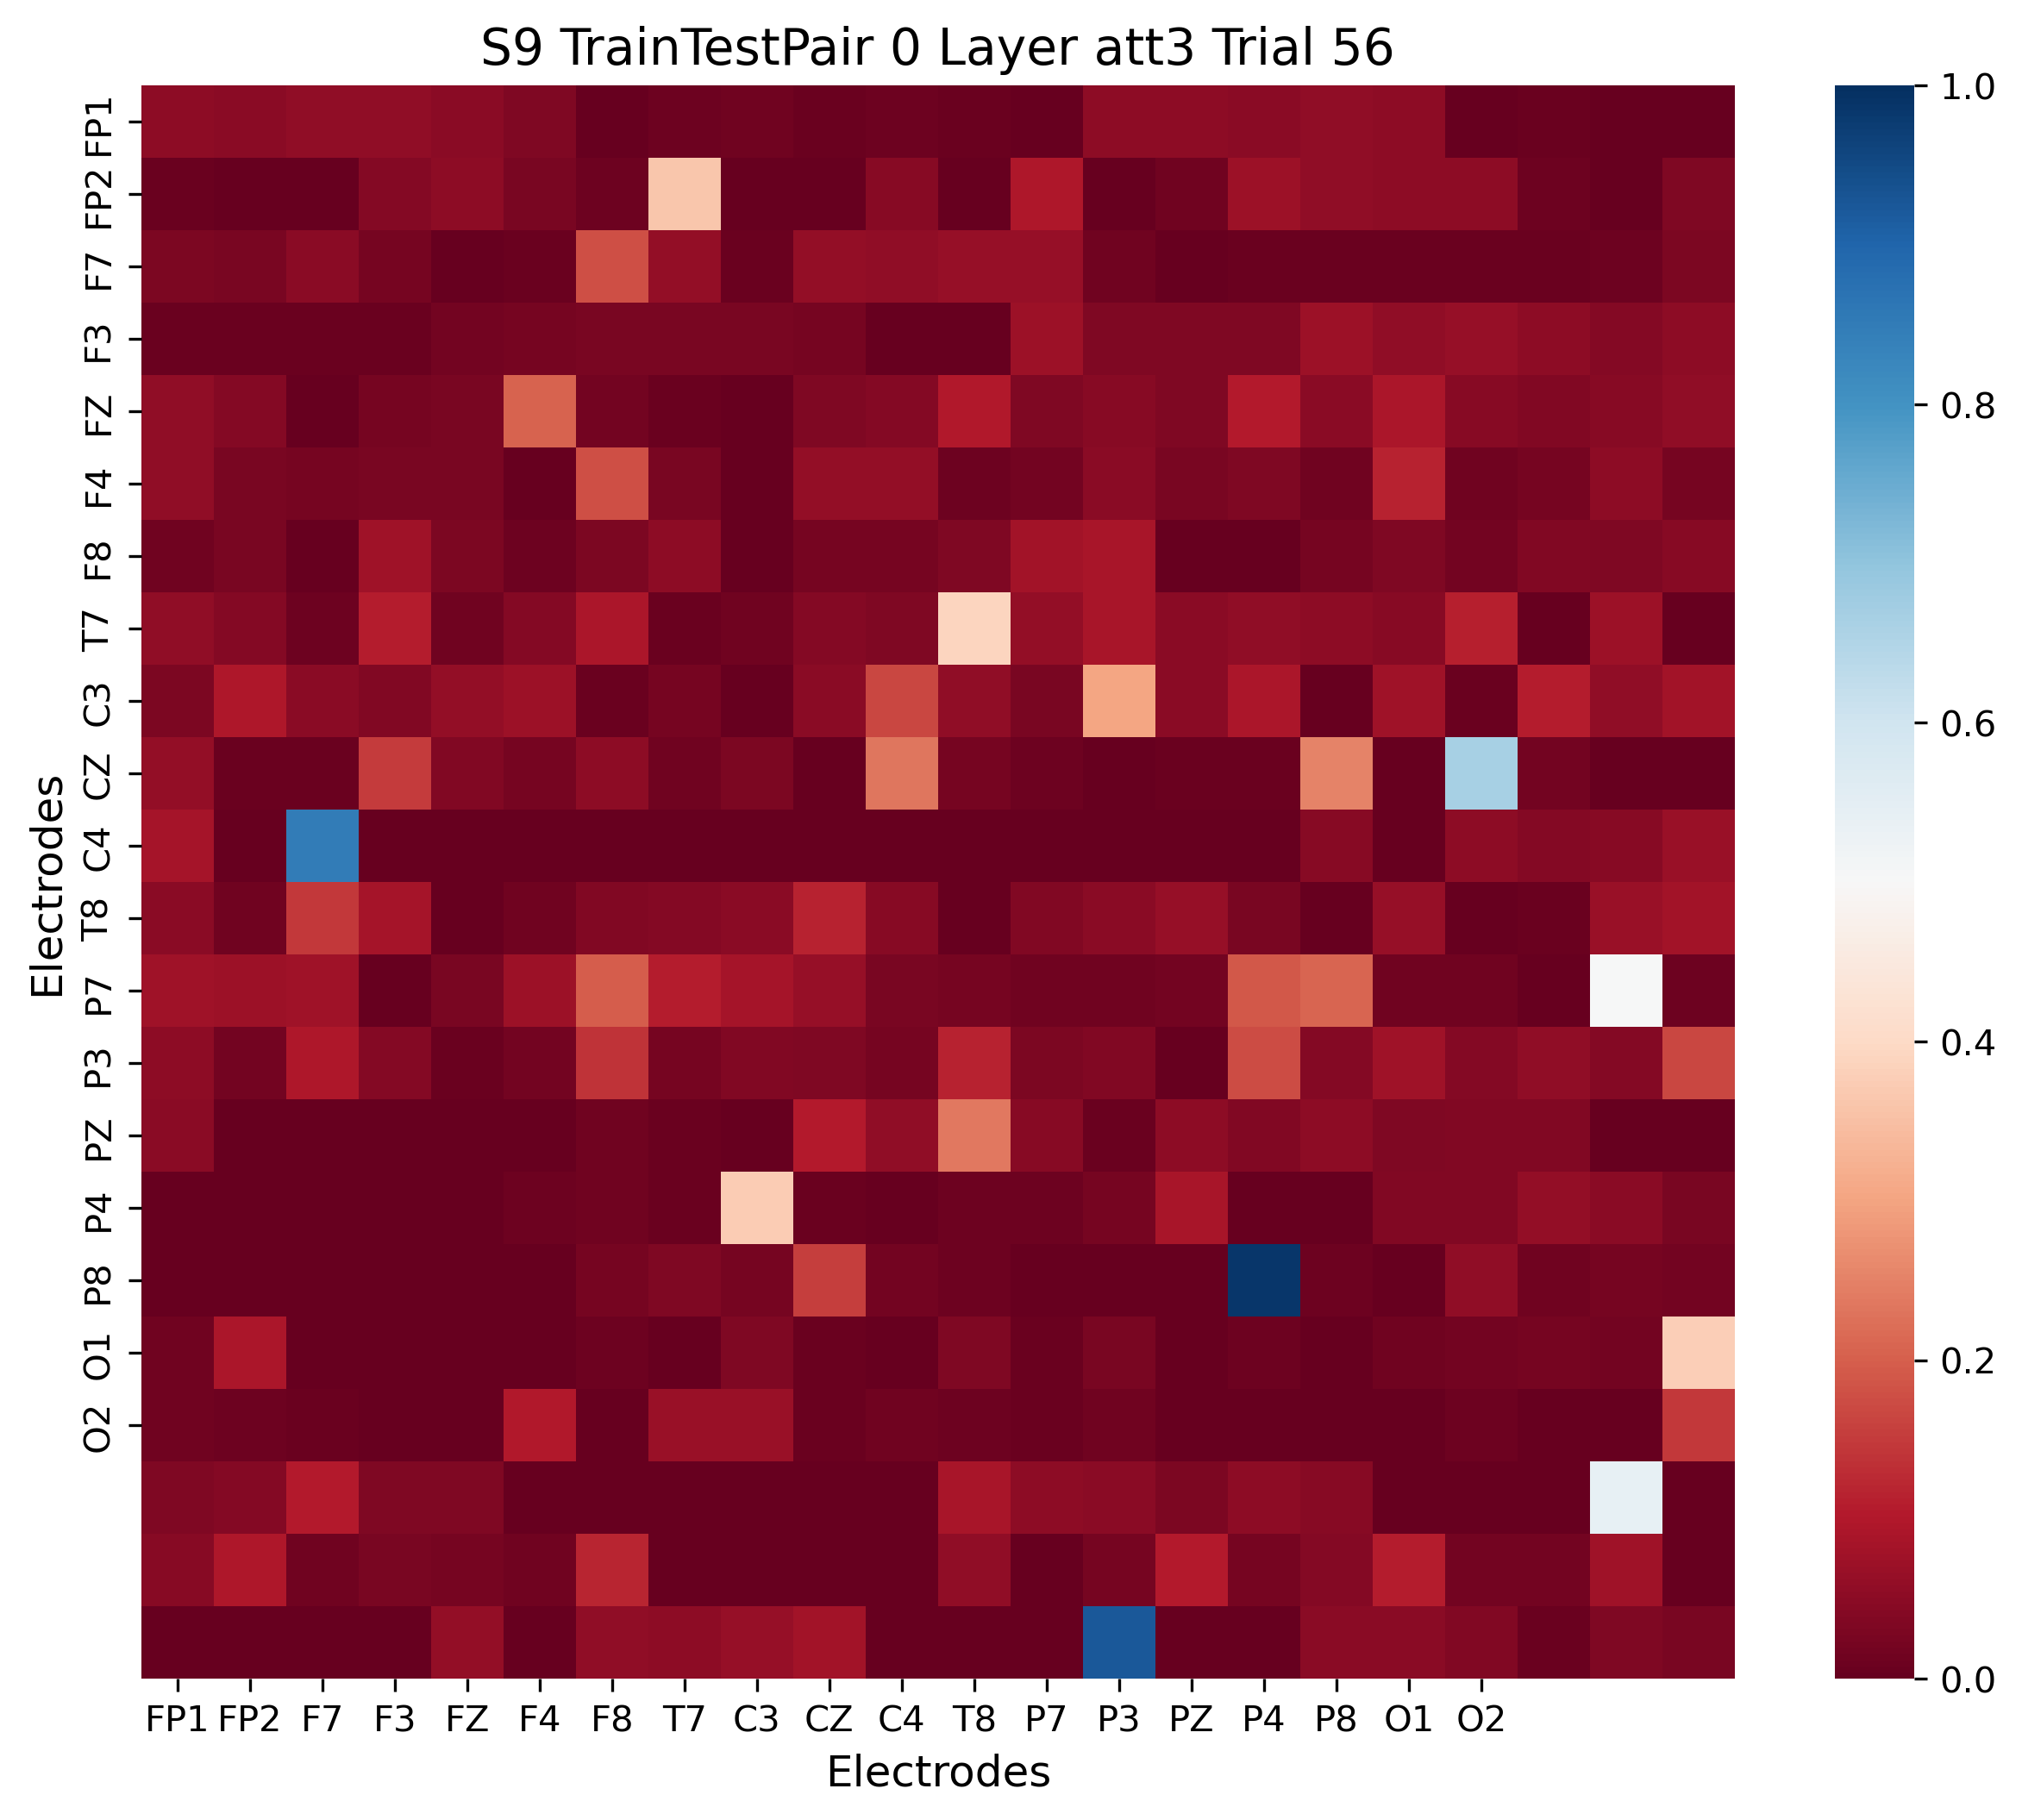 S9 TrainTestPair 0 Layer att3 Trial 56
Electrodes
FP1
FP2
F7
F3
FZ
F4
F8
T7
C3
CZ
C4
T8
P7
P3
PZ
P4
P8
O1
O2
FP1 FP2 F7 F3 FZ F4 F8 T7 C3 CZ C4 T8 P7 P3 PZ P4 P8 O1 O2
Electrodes
1.0
0.8
0.6
0.4
0.2
0.0